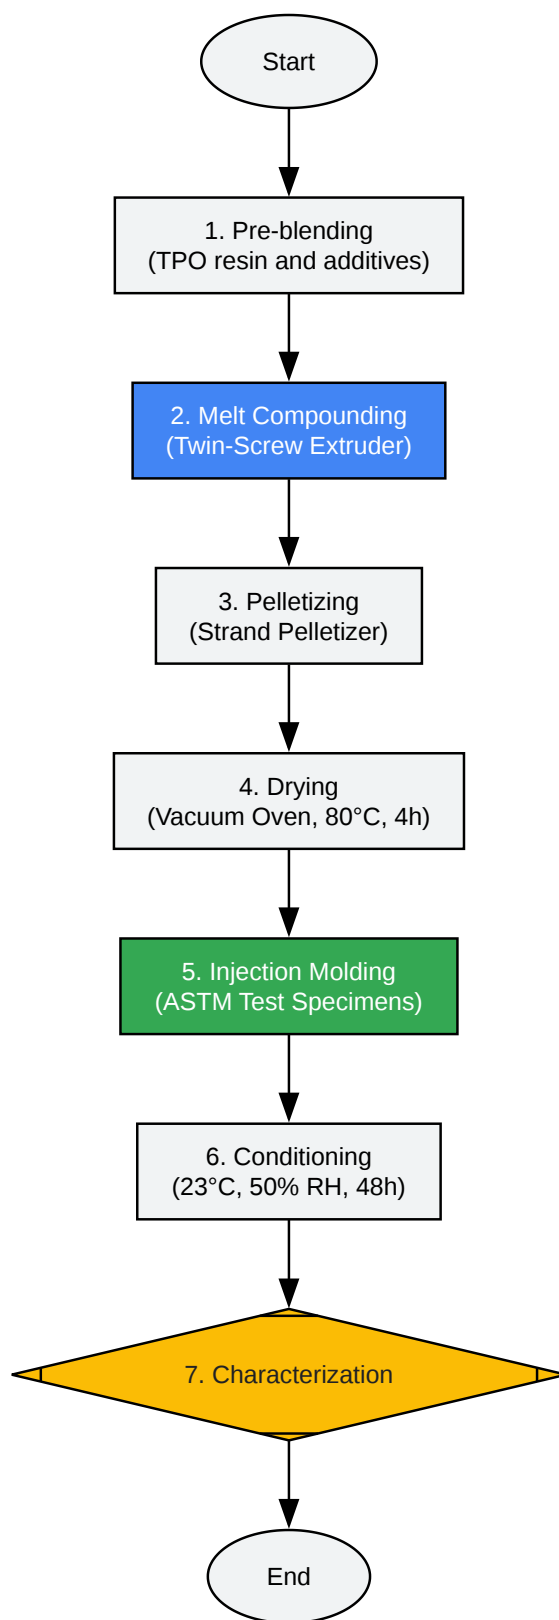 Start
1. Pre-blending
(TPO resin and additives)
2. Melt Compounding
(Twin-Screw Extruder)
3. Pelletizing
(Strand Pelletizer)
4. Drying
(Vacuum Oven, 80°C, 4h)
5. Injection Molding
(ASTM Test Specimens)
6. Conditioning
(23°C, 50% RH, 48h)
7. Characterization
End